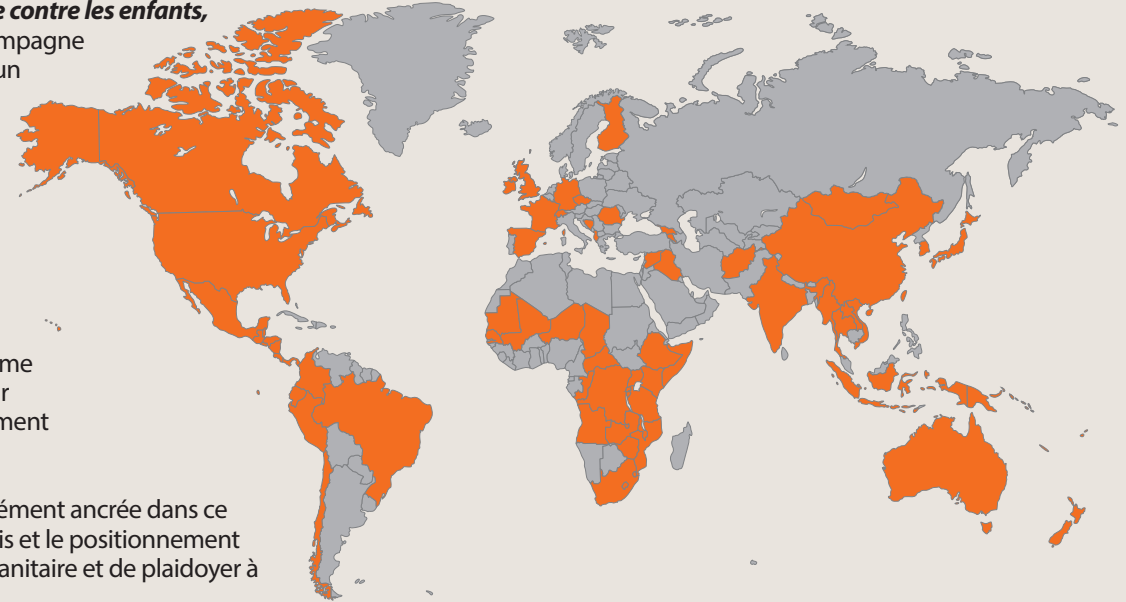 e contre les enfants,
mpagne
un
me
r
ment
ément ancrée dans ce
is et le positionnement
anitaire et de plaidoyer à